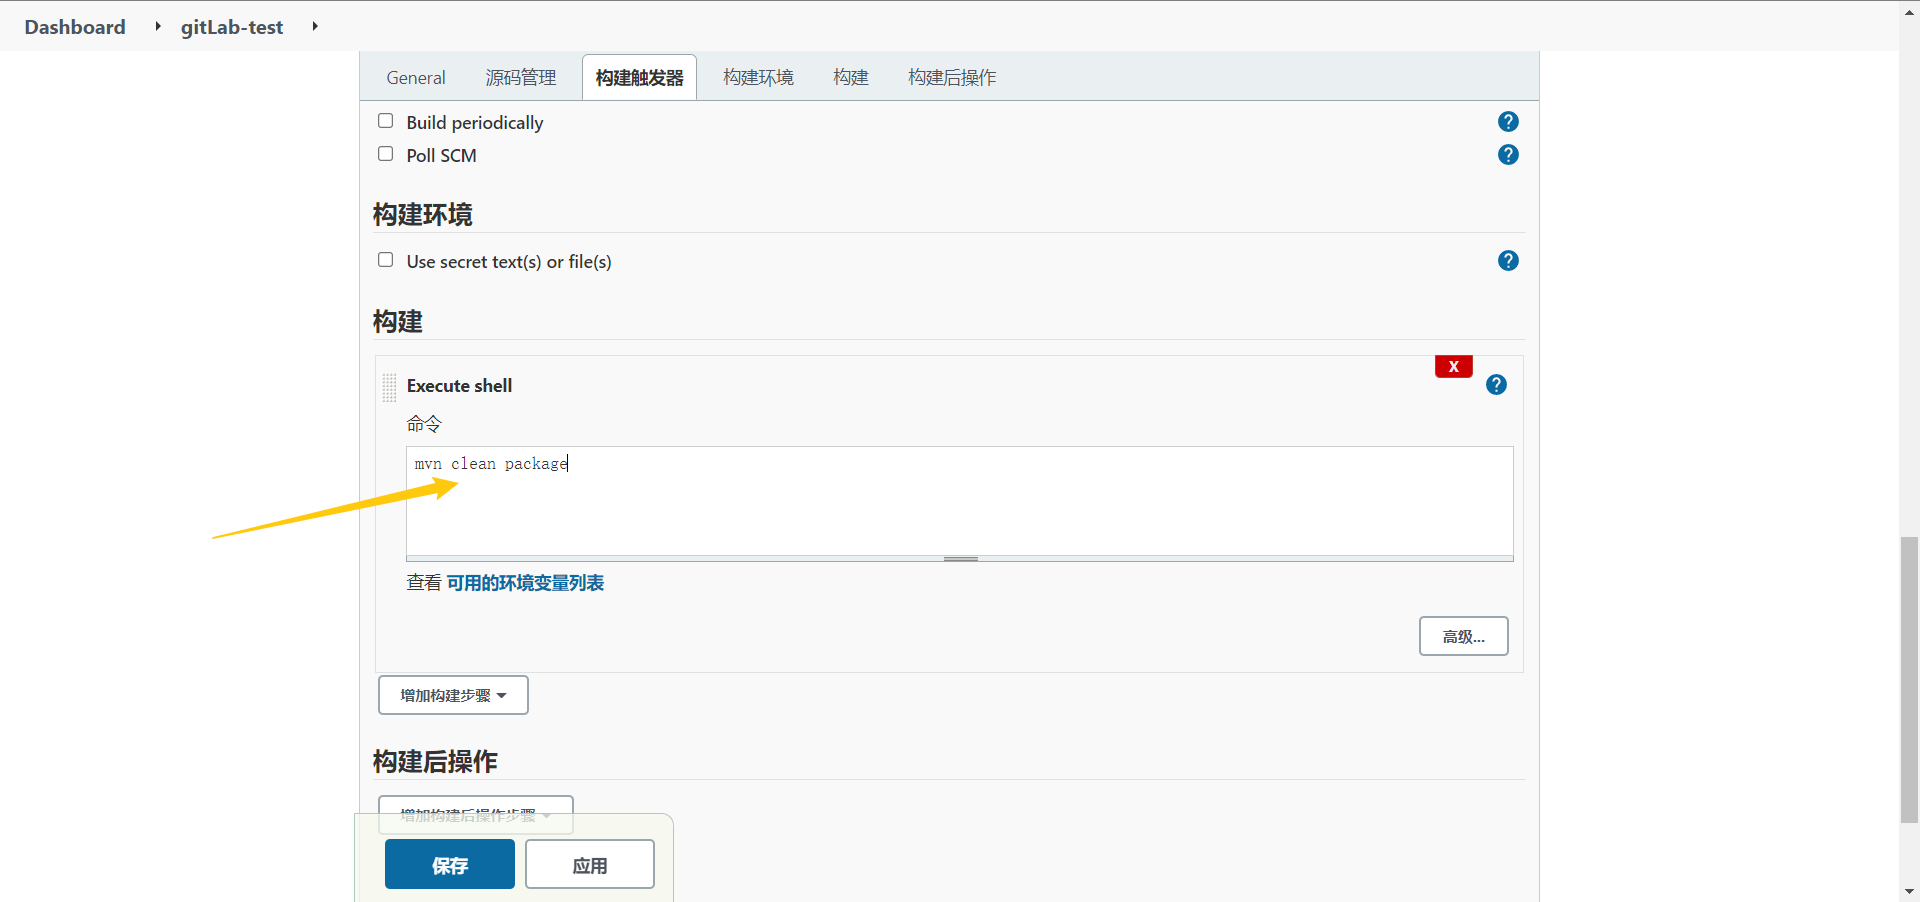 Dashboard gitLab-test
General 源码管理 构建触发器 构建环境 构建 构建后操作
Build periodically ?
Poll SCM ?
构建环境
Use secret text(s) or file(s) ?
构建
X
Execute shell ?
命令
mvn clean package
查看 可用的环境变量列表
高级...
增加构建步骤
构建后操作
增加构建后操作步骤
保存 应用